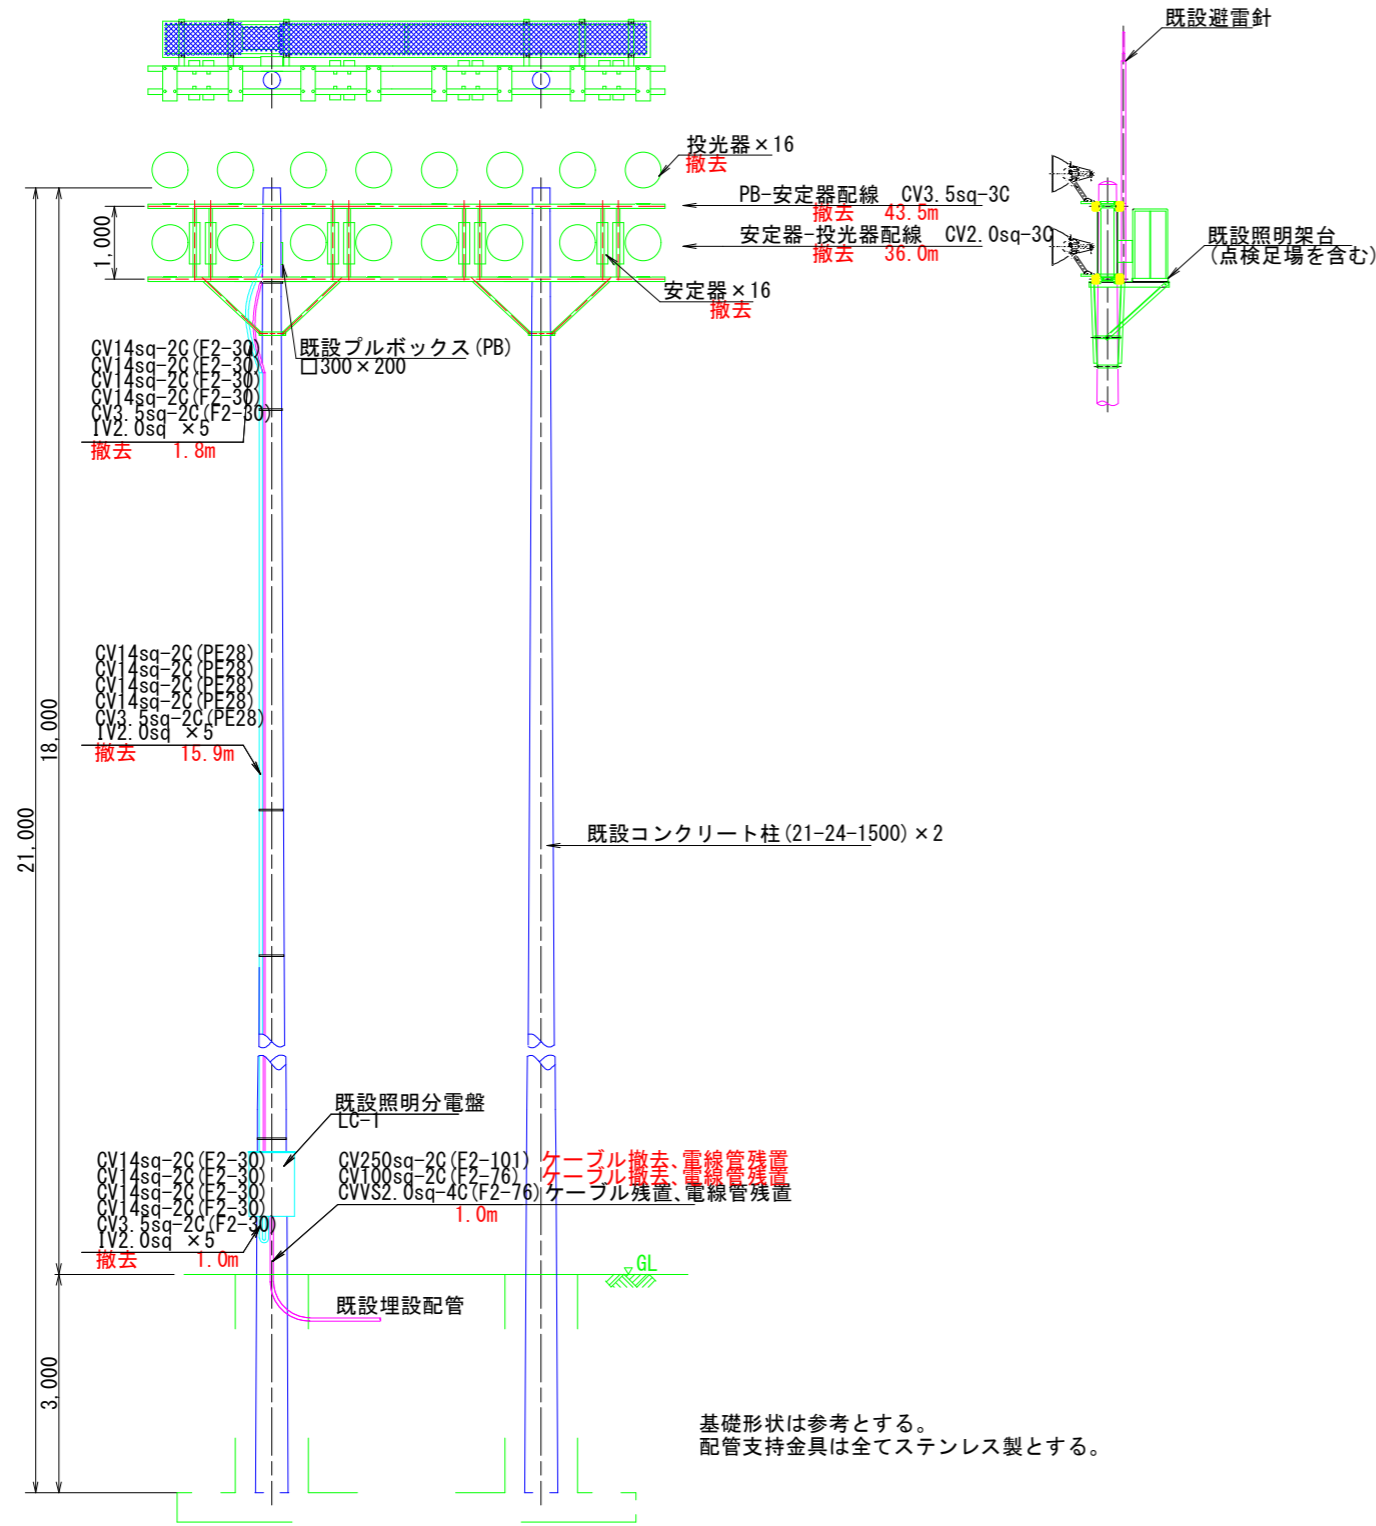 既設避雷針
投光器×16
撤去
PB-安定器配線 CV3.5sq-3C
撤去 43.5m
安定器-投光器配線 CV2.0sq-3C
撤去 36.0m
既設照明架台
(点検足場を含む)
安定器×16
撤去
1,000
既設プルボックス(PB)
□300×200
CV14sq-2C(F2-30)
CV14sq-2C(F2-30)
CV14sq-2C(F2-30)
CV14sq-2C(F2-30)
CV3.5sq-2C(F2-30)
IV2.0sq ×5
撤去 1.8m
CV14sq-2C(PE28)
CV14sq-2C(PE28)
CV14sq-2C(PE28)
CV14sq-2C(PE28)
CV3.5sq-2C(PE28)
IV2.0sq ×5
撤去 15.9m
18,000
21,000
既設コンクリート柱(21-24-1500)×2
既設照明分電盤
LC-1
CV14sq-2C(F2-30)
CV14sq-2C(F2-30)
CV14sq-2C(F2-30)
CV14sq-2C(F2-30)
CV3.5sq-2C(F2-30)
IV2.0sq ×5
撤去 1.0m
CV250sq-2C(F2-101) ケーブル撤去、電線管残置
CV100sq-2C(F2-76) ケーブル撤去、電線管残置
CVVS2.0sq-4C(F2-76)ケーブル残置、電線管残置
1.0m
GL
既設埋設配管
3,000
基礎形状は参考とする。
配管支持金具は全てステンレス製とする。